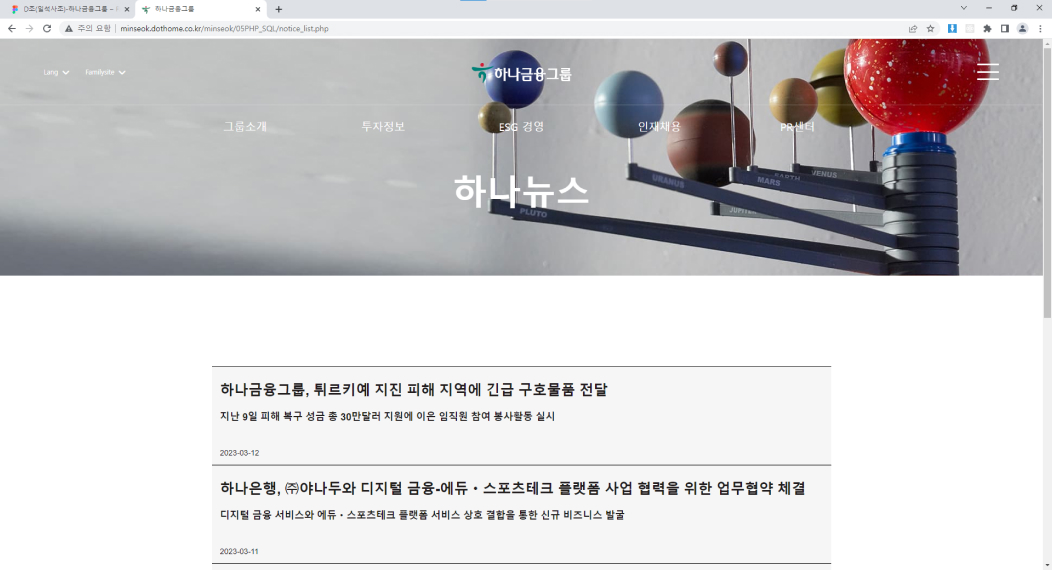 D조(일석사조)-하나금융그룹 – F
하나금융그룹
주의 요함 | minseok.dothome.co.kr/minseok/05PHP_SQL/notice_list.php
Lang
Familysite
하나금융그룹
그룹소개
투자정보
ESG 경영
인재채용
PR센터
하나뉴스
URANUS
MARS
EARTH
VENUS
PLUTO
하나금융그룹, 튀르키예 지진 피해 지역에 긴급 구호물품 전달
지난 9일 피해 복구 성금 총 30만달러 지원에 이은 임직원 참여 봉사활동 실시
2023-03-12
하나은행, ㈜야나두와 디지털 금융-에듀・스포츠테크 플랫폼 사업 협력을 위한 업무협약 체결
디지털 금융 서비스와 에듀・스포츠테크 플랫폼 서비스 상호 결합을 통한 신규 비즈니스 발굴
2023-03-11